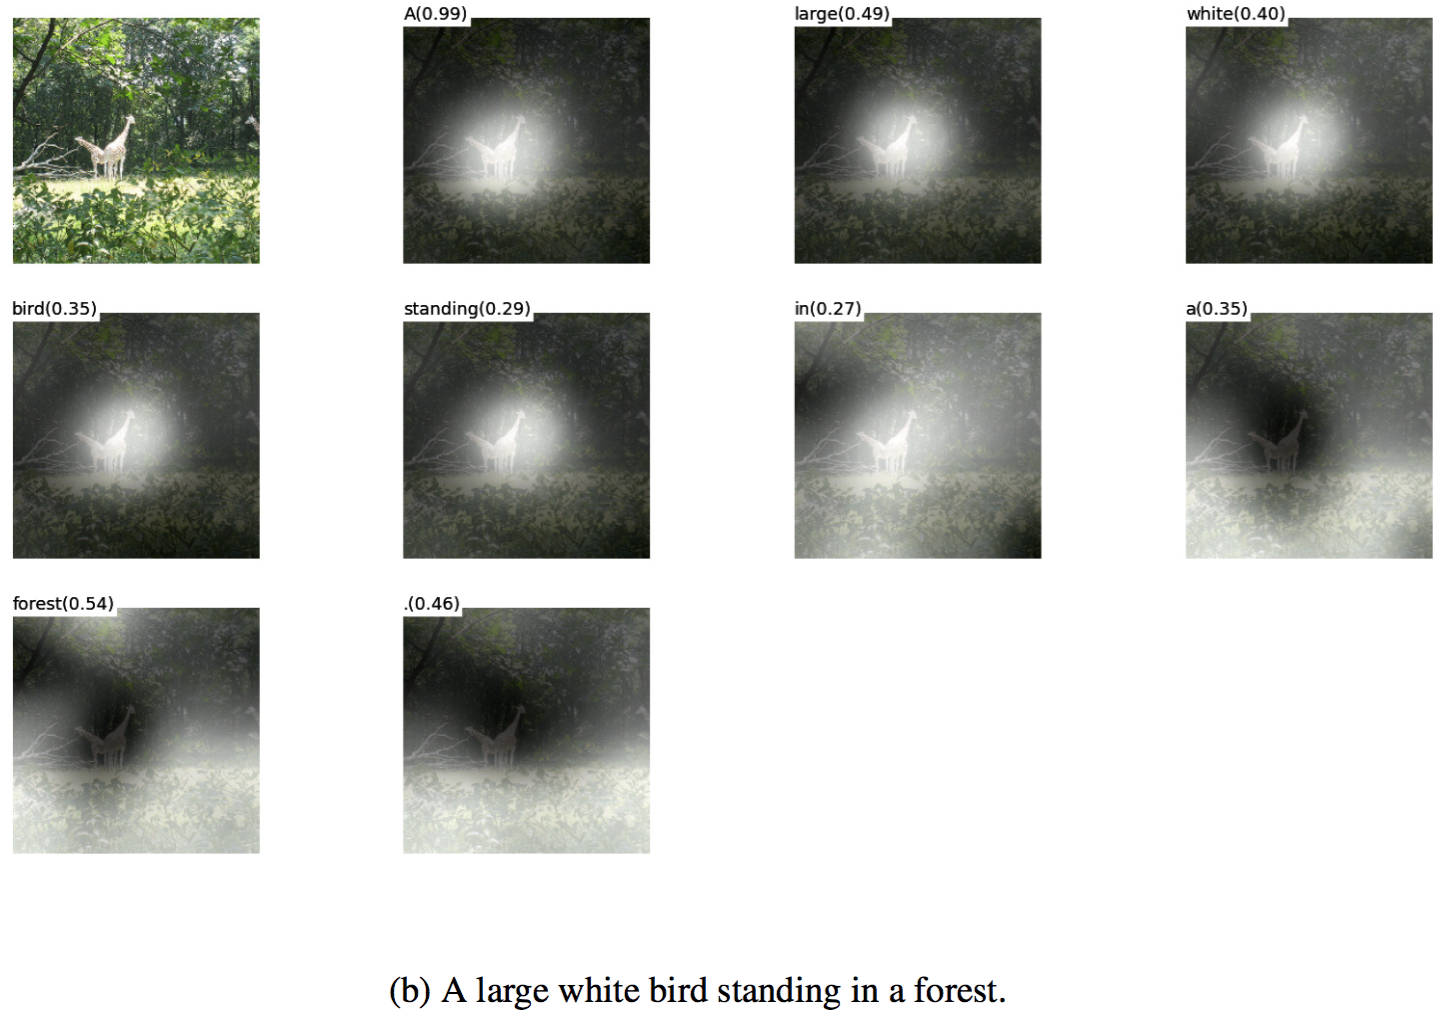 A(0.99)
large(0.49)
white(0.40)
bird(0.35)
standing(0.29)
in(0.27)
a(0.35)
forest(0.54)
.(0.46)
(b) A large white bird standing in a forest.